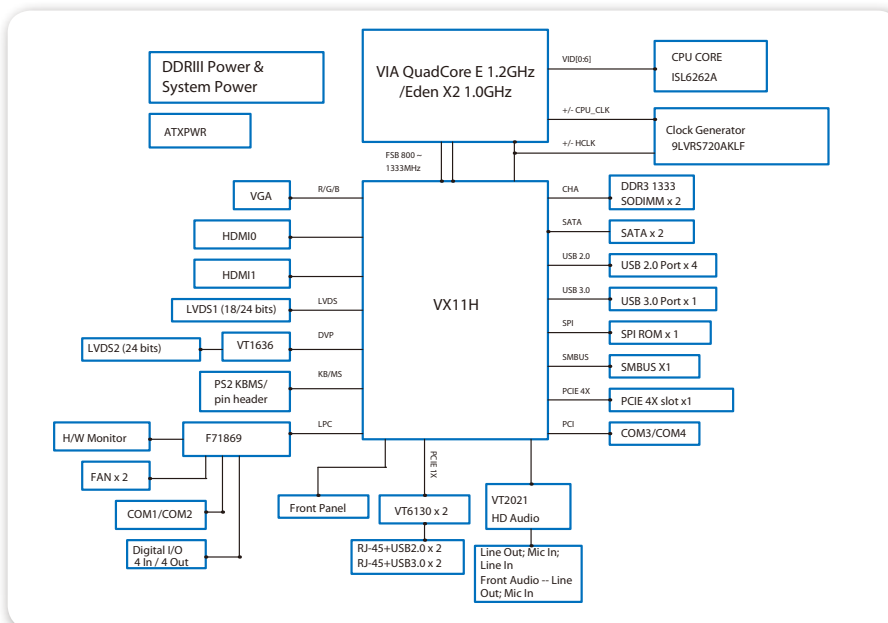 DDRIII Power &
System Power
ATXPWR
VIA QuadCore E 1.2GHz
/Eden X2 1.0GHz
VID[0:6]
CPU CORE
ISL6262A
+/- CPU_CLK
+/- HCLK
Clock Generator
9LVRS720AKLF
FSB 800 ~
1333MHz
VGA
R/G/B
HDMI0
HDMI1
LVDS1 (18/24 bits)
LVDS
LVDS2 (24 bits)
VT1636
DVP
PS2 KBMS/
pin header
KB/MS
H/W Monitor
F71869
LPC
FAN x 2
COM1/COM2
Digital I/O
4 In / 4 Out
VX11H
CHA
DDR3 1333
SODIMM x 2
SATA
SATA x 2
USB 2.0
USB 2.0 Port x 4
USB 3.0
USB 3.0 Port x 1
SPI
SPI ROM x 1
SMBUS
SMBUS X1
PCIE 4X
PCIE 4X slot x1
PCI
COM3/COM4
Front Panel
PCIE 1X
VT6130 x 2
RJ-45+USB2.0 x 2
RJ-45+USB3.0 x 2
VT2021
HD Audio
Line Out; Mic In;
Line In
Front Audio -- Line
Out; Mic In